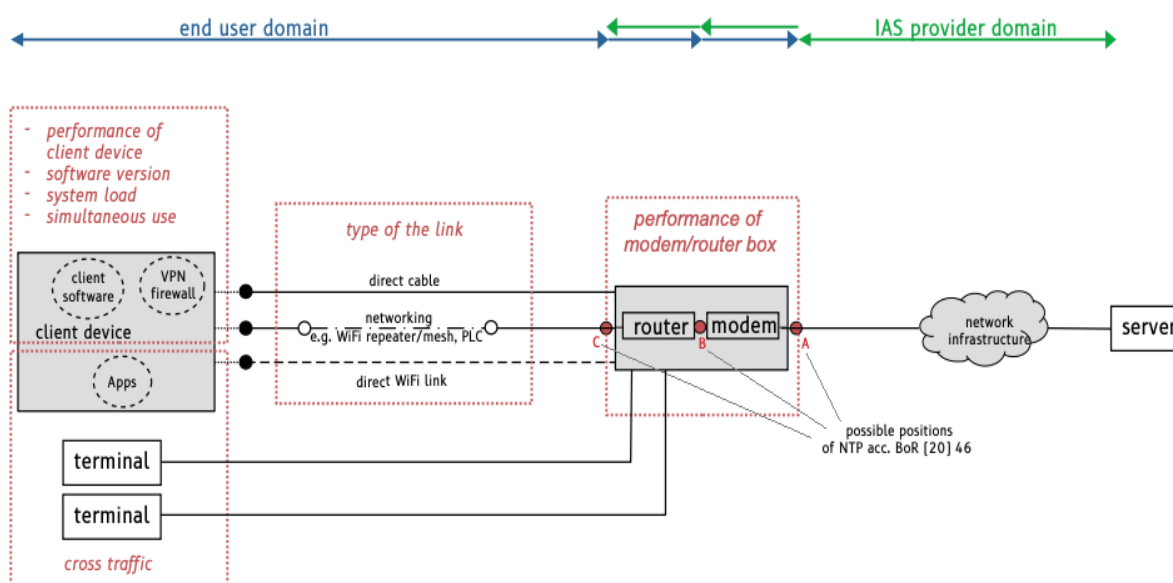 end user domain
IAS provider domain
- performance of
client device
- software version
- system load
- simultaneous use
type of the link
performance of
modem/router box
client
software
VPN
firewall
client device
Apps
direct cable
networking
e.g. WiFi repeater/mesh, PLC
direct WiFi link
router
modem
C
B
A
network
infrastructure
server
possible positions
of NTP acc. BoR [20] 46
terminal
terminal
cross traffic